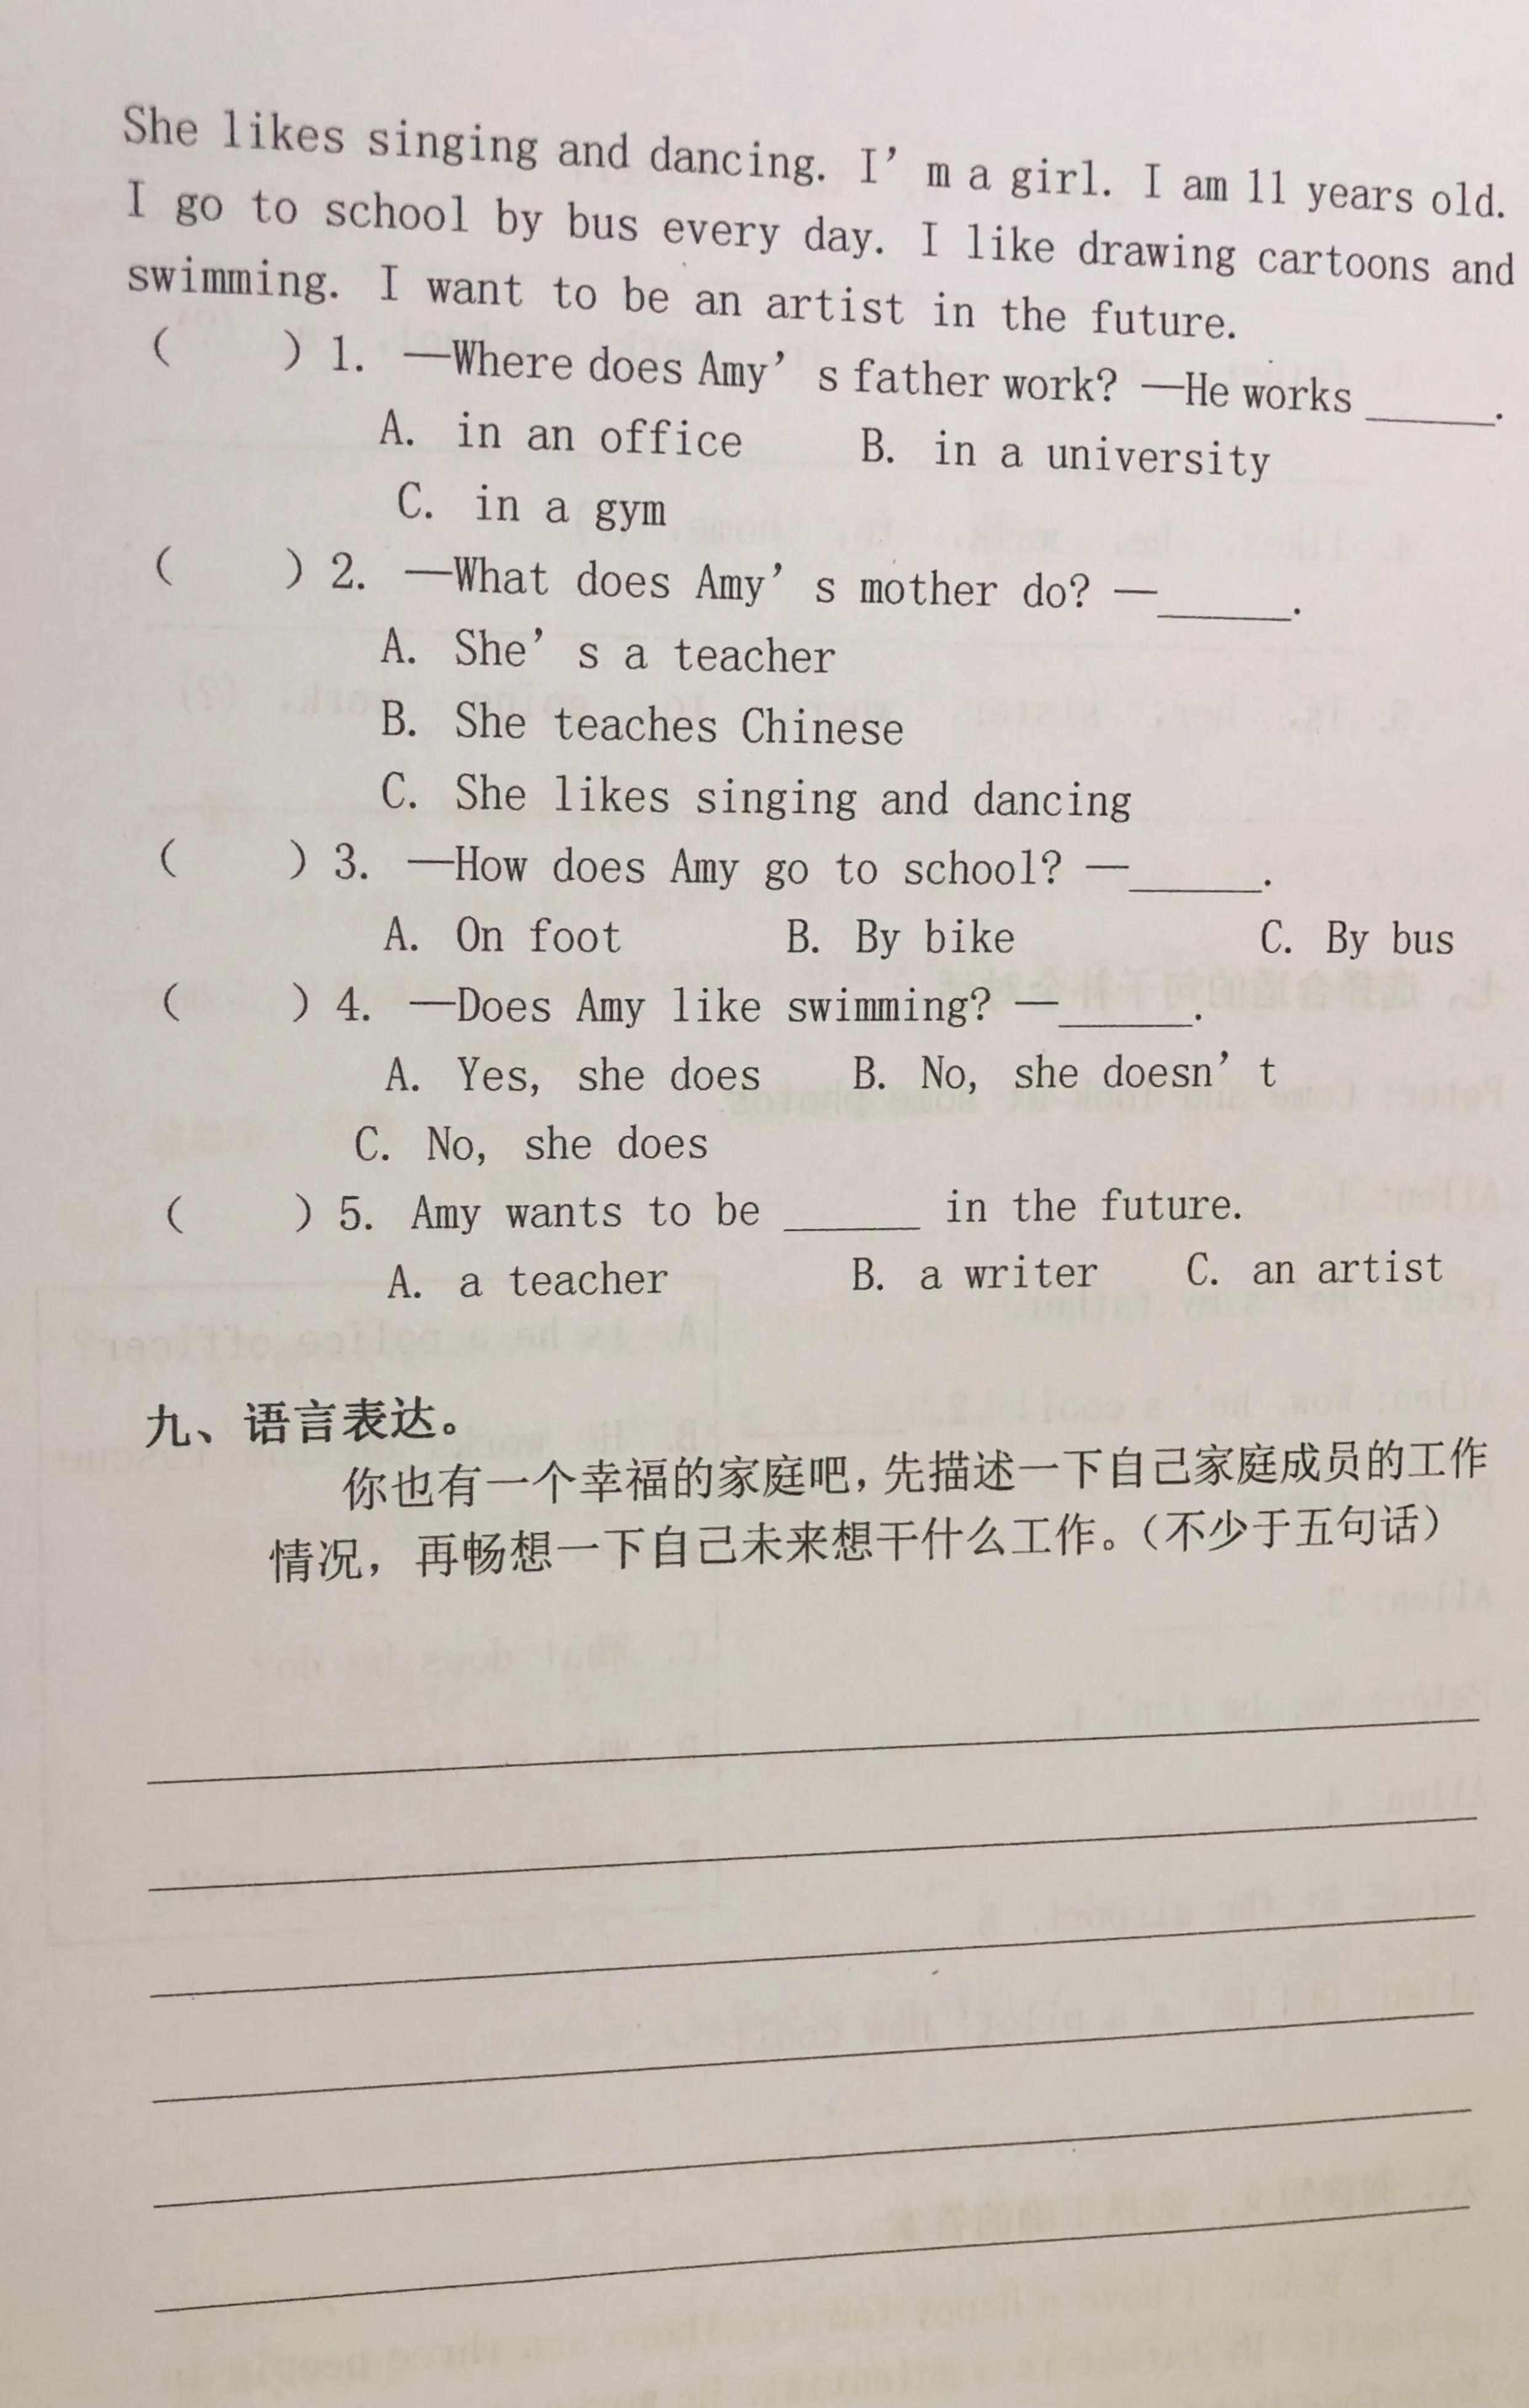 She likes singing and dancing. I'm a girl. I am 11 years old.
I go to school by bus every day. I like drawing cartoons and
swimming. I want to be an artist in the future.
(    ) 1. —Where does Amy's father work? —He works ______.
A. in an office    B. in a university
C. in a gym
(    ) 2. —What does Amy's mother do? —______.
A. She's a teacher
B. She teaches Chinese
C. She likes singing and dancing
(    ) 3. —How does Amy go to school? —______.
A. On foot    B. By bike    C. By bus
(    ) 4. —Does Amy like swimming? —______.
A. Yes, she does    B. No, she doesn't
C. No, she does
(    ) 5. Amy wants to be ______ in the future.
A. a teacher    B. a writer    C. an artist
九、语言表达。
你也有一个幸福的家庭吧，先描述一下自己家庭成员的工作
情况，再畅想一下自己未来想干什么工作。（不少于五句话）